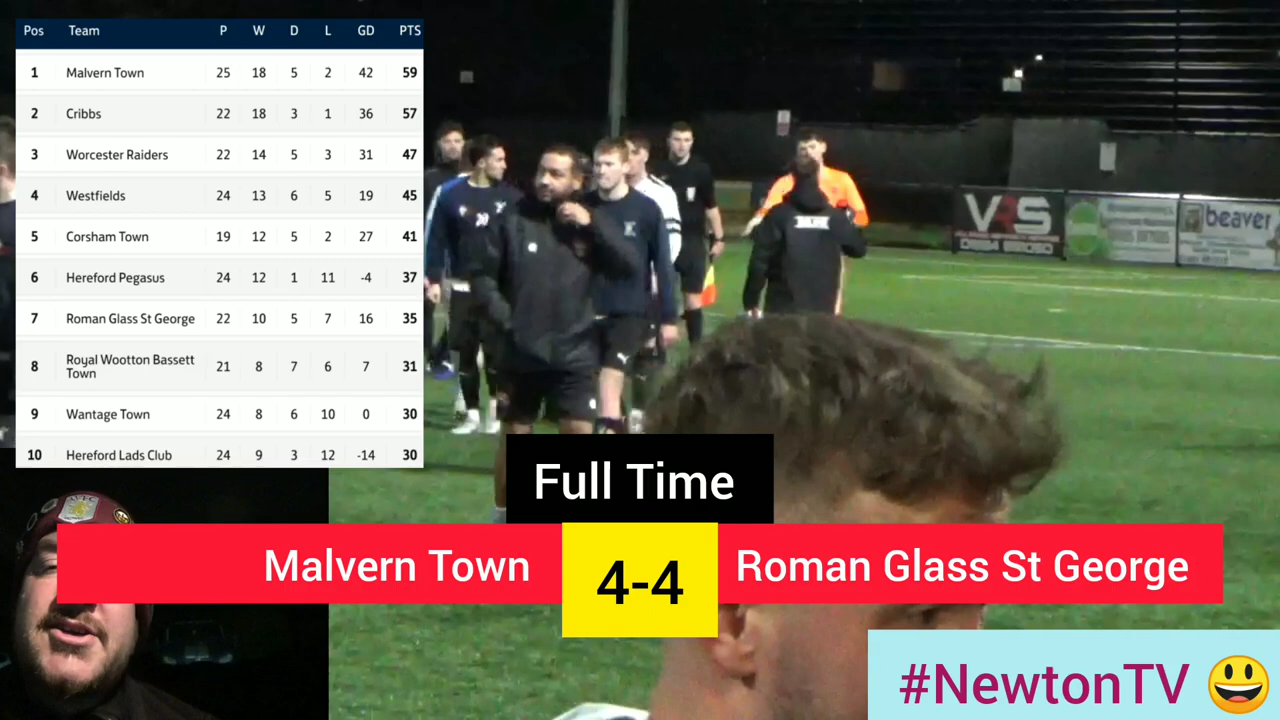 Pos Team P W D L GD PTS
1 Malvern Town 25 18 5 2 42 59
2 Cribbs 22 18 3 1 36 57
3 Worcester Raiders 22 14 5 3 31 47
4 Westfields 24 13 6 5 19 45
5 Corsham Town 19 12 5 2 27 41
6 Hereford Pegasus 24 12 1 11 -4 37
7 Roman Glass St George 22 10 5 7 16 35
8 Royal Wootton Bassett Town 21 8 7 6 7 31
9 Wantage Town 24 8 6 10 0 30
10 Hereford Lads Club 24 9 3 12 -14 30
VRS
beaver
Full Time
Malvern Town 4-4 Roman Glass St George
#NewtonTV 😃